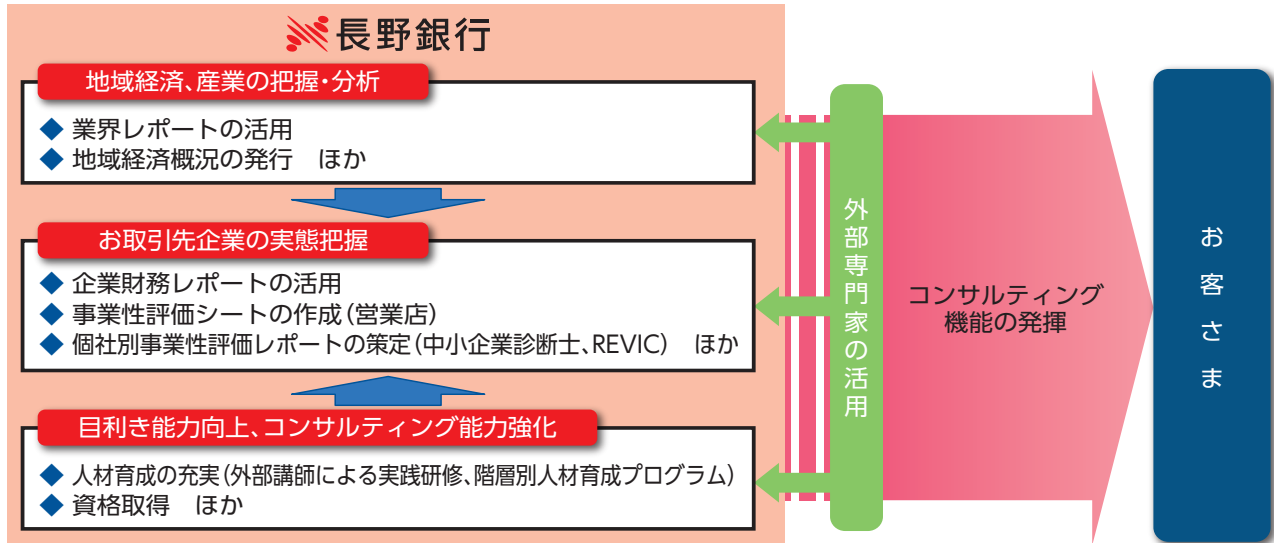 長野銀行
地域経済、産業の把握・分析
◆ 業界レポートの活用
◆ 地域経済概況の発行　ほか
お取引先企業の実態把握
◆ 企業財務レポートの活用
◆ 事業性評価シートの作成（営業店）
◆ 個社別事業性評価レポートの策定（中小企業診断士、REVIC）　ほか
目利き能力向上、コンサルティング能力強化
◆ 人材育成の充実（外部講師による実践研修、階層別人材育成プログラム）
◆ 資格取得　ほか
外部専門家の活用
コンサルティング
機能の発揮
お客さま